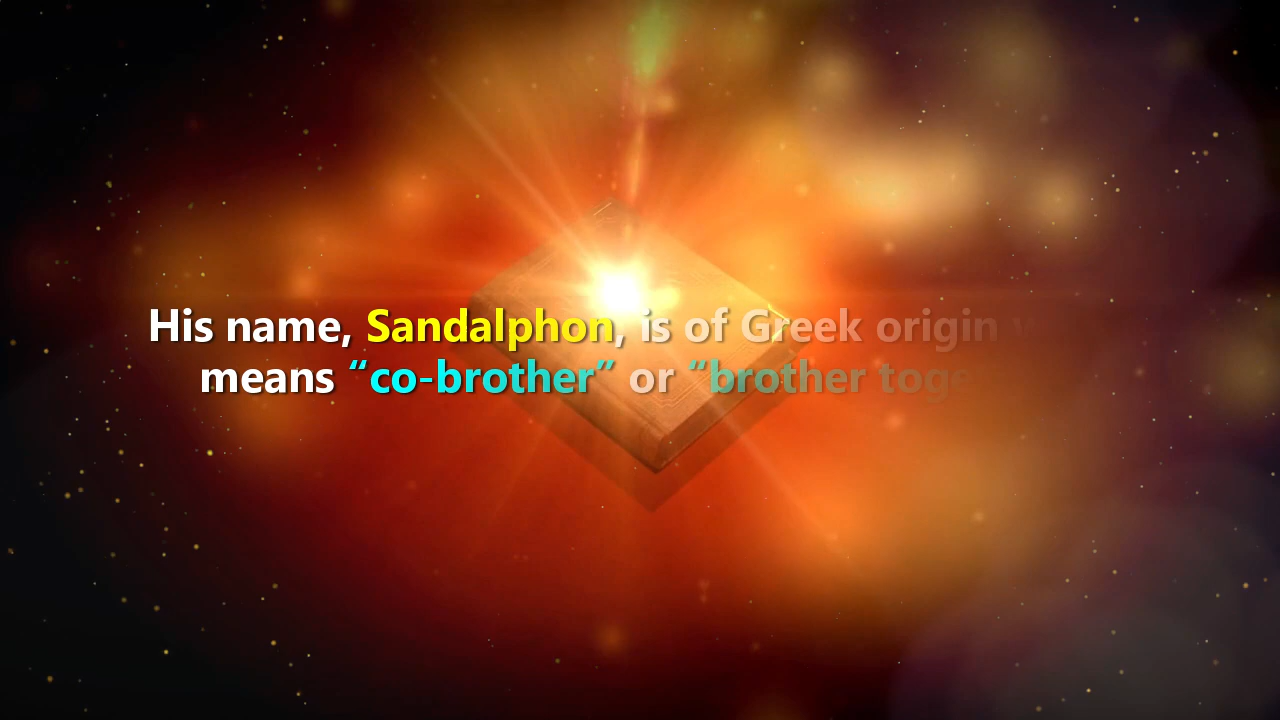 His name, Sandalphon, is of Greek origin
means “co-brother” or “brother